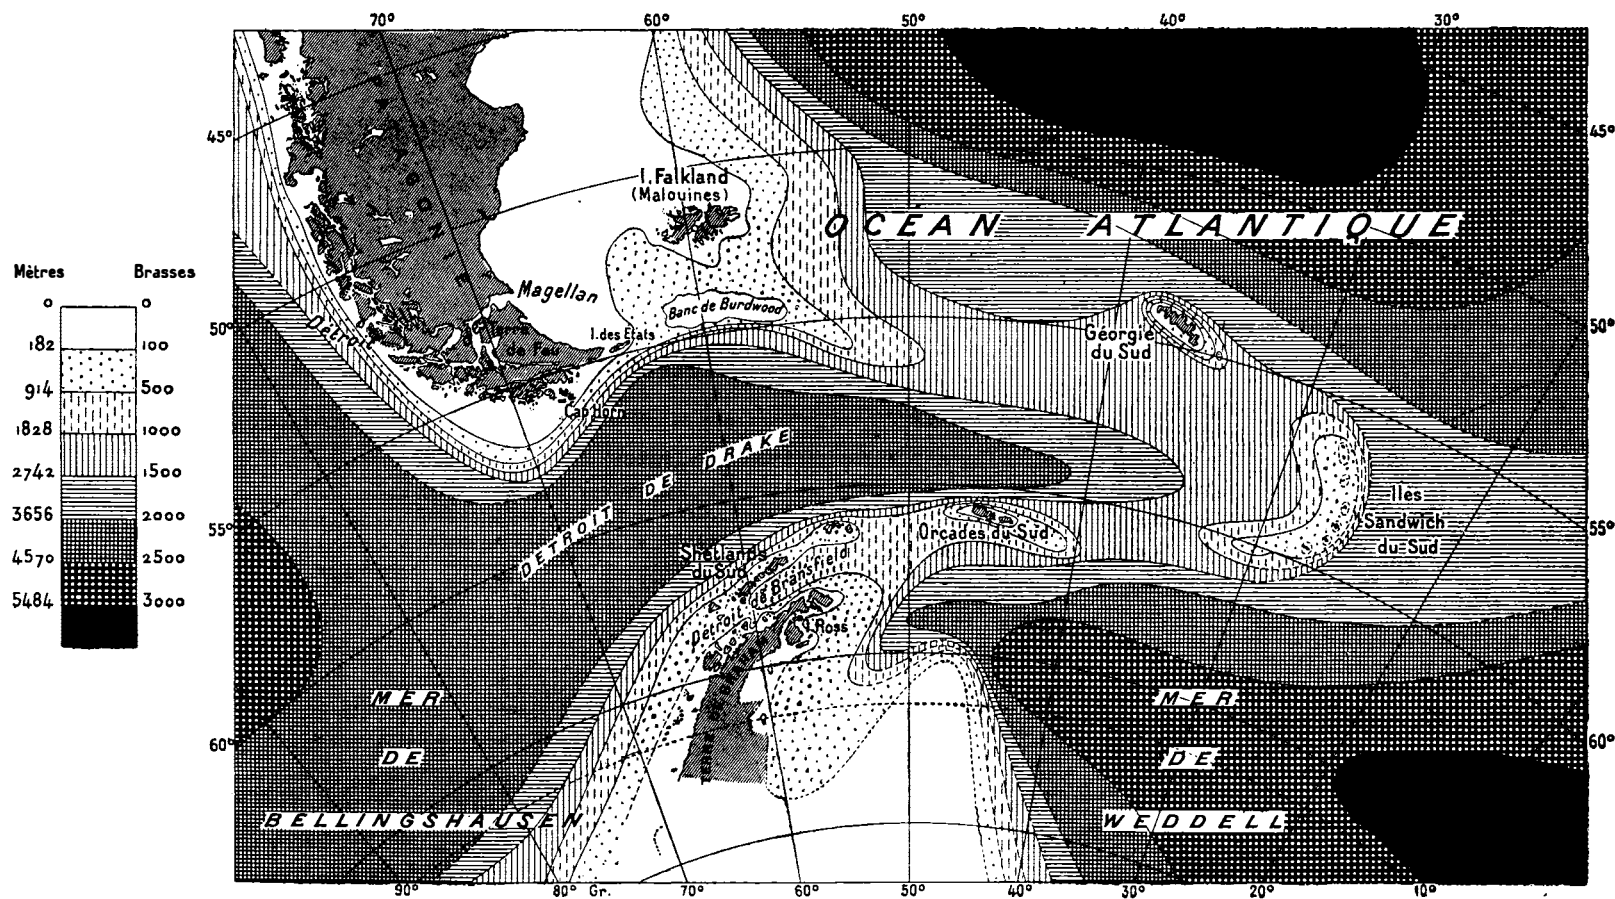 70° 60° 50° 40° 30°
45° 45°
I. Falkland
(Malouines)
OCEAN ATLANTIQUE
Mètres Brasses
0 0
182 100
914 500
1828 1000
2742 1500
3656 2000
4570 2500
5484 3000
Magellan
Banc de Burdwood
Détroit
50° 50°
I. des Etats
Terre
de Feu
Géorgie
du Sud
Cap Horn
DETROIT DE DRAKE
Iles
Sandwich
du Sud
55° 55°
Orcades du Sud
Shetlands
du Sud
Détroit de Bransfield
I. Ross
TERRE DE GRAHAM
MER
DE
BELLINGSHAUSEN
MER
DE
WEDDELL
60° 60°
90° 80° Gr. 70° 60° 50° 40° 30° 20° 10°